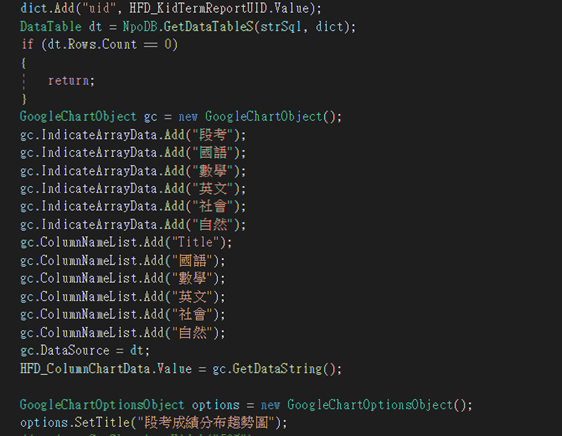 dict.Add("uid", HFD_KidTermReportUID.Value);
DataTable dt = NpoDB.GetDataTableS(strSql, dict);
if (dt.Rows.Count == 0)
{
return;
}
GoogleChartObject gc = new GoogleChartObject();
gc.IndicateArrayData.Add("段考");
gc.IndicateArrayData.Add("國語");
gc.IndicateArrayData.Add("數學");
gc.IndicateArrayData.Add("英文");
gc.IndicateArrayData.Add("社會");
gc.IndicateArrayData.Add("自然");
gc.ColumnNameList.Add("Title");
gc.ColumnNameList.Add("國語");
gc.ColumnNameList.Add("數學");
gc.ColumnNameList.Add("英文");
gc.ColumnNameList.Add("社會");
gc.ColumnNameList.Add("自然");
gc.DataSource = dt;
HFD_ColumnChartData.Value = gc.GetDataString();
GoogleChartOptionsObject options = new GoogleChartOptionsObject();
options.SetTitle("段考成績分布趨勢圖");